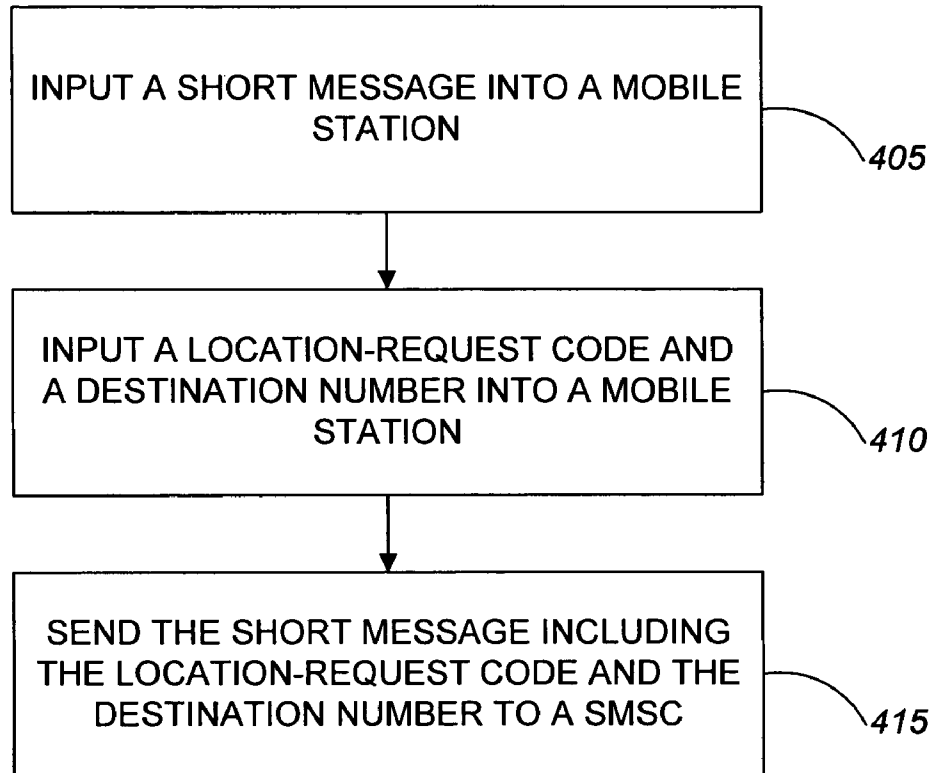 INPUT A SHORT MESSAGE INTO A MOBILE
STATION
405
INPUT A LOCATION-REQUEST CODE AND
A DESTINATION NUMBER INTO A MOBILE
STATION
410
SEND THE SHORT MESSAGE INCLUDING
THE LOCATION-REQUEST CODE AND THE
DESTINATION NUMBER TO A SMSC
415